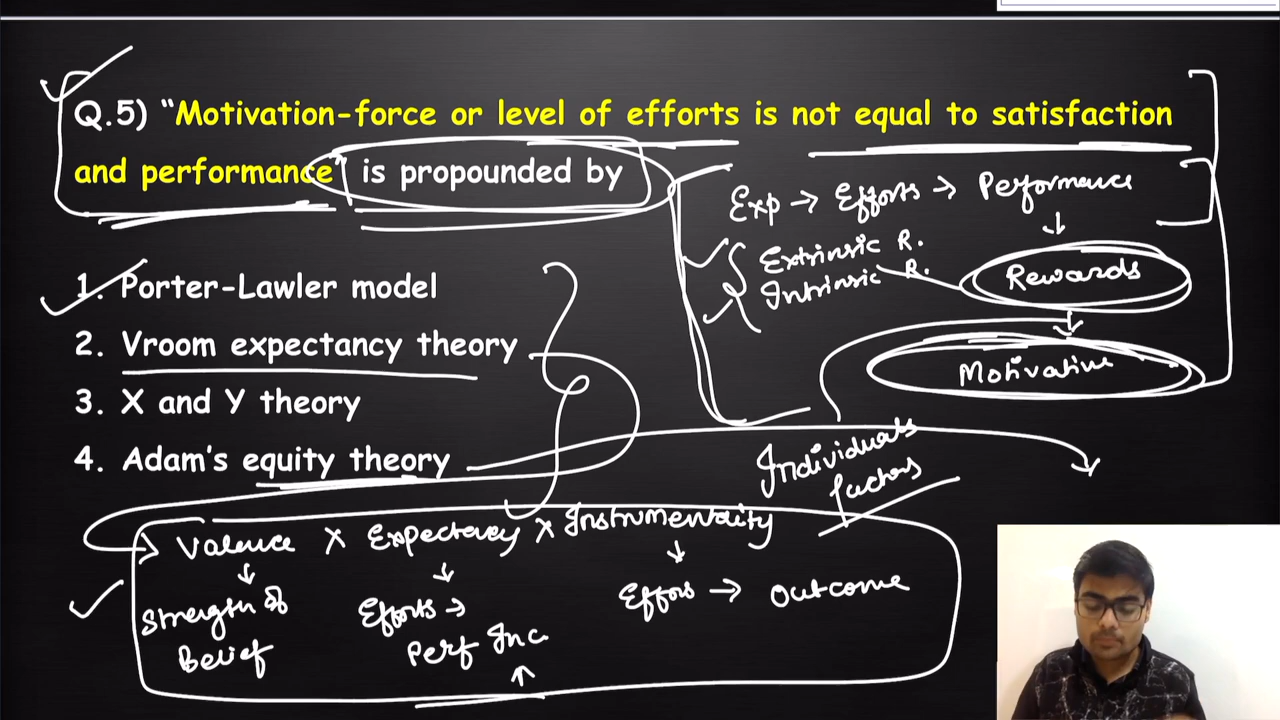 Q.5) “Motivation-force or level of efforts is not equal to satisfaction
and performance” is propounded by
Exp → Efforts → Performance
↓
Extrinsic R.
Intrinsic R.
Rewards
↓
Motivative
1. Porter-Lawler model
2. Vroom expectancy theory
3. X and Y theory
4. Adam’s equity theory
Individuals
factors
Valence X Expectancy X Instrumentality
↓ ↓ ↓
Strength of
Belief
Efforts →
Perf Inc
↑
Effors → Outcome